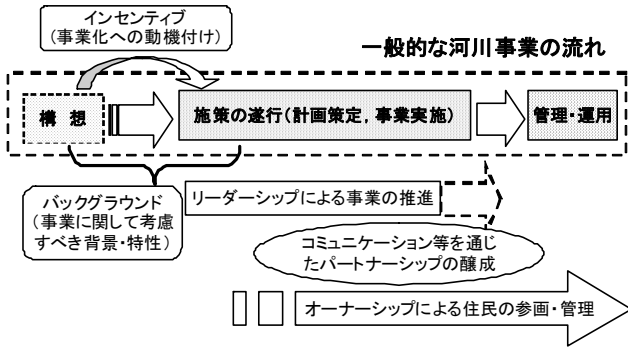 インセンティブ
(事業化への動機付け)
一般的な河川事業の流れ
構 想
施策の遂行(計画策定, 事業実施)
管理・運用
バックグラウンド
(事業に関して考慮
すべき背景・特性)
リーダーシップによる事業の推進
コミュニケーション等を通じ
たパートナーシップの醸成
オーナーシップによる住民の参画・管理